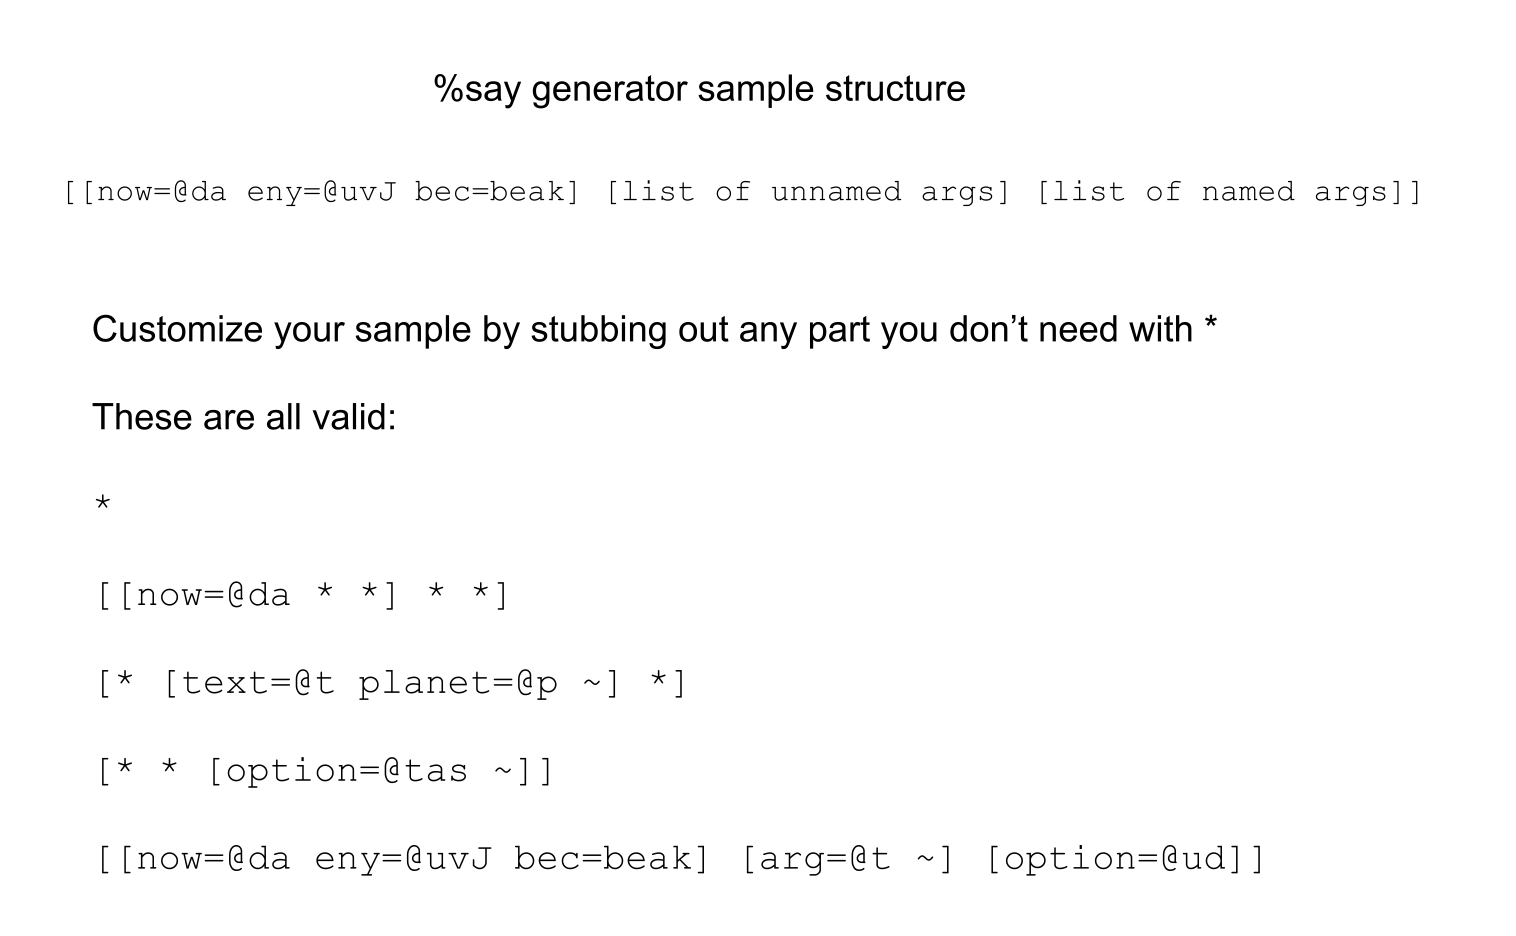 %say generator sample structure
[[now=@da eny=@uvJ bec=beak] [list of unnamed args] [list of named args]]
Customize your sample by stubbing out any part you don’t need with *
These are all valid:
*
[[now=@da * *] * *]
[* [text=@t planet=@p ~] *]
[* * [option=@tas ~]]
[[now=@da eny=@uvJ bec=beak] [arg=@t ~] [option=@ud]]